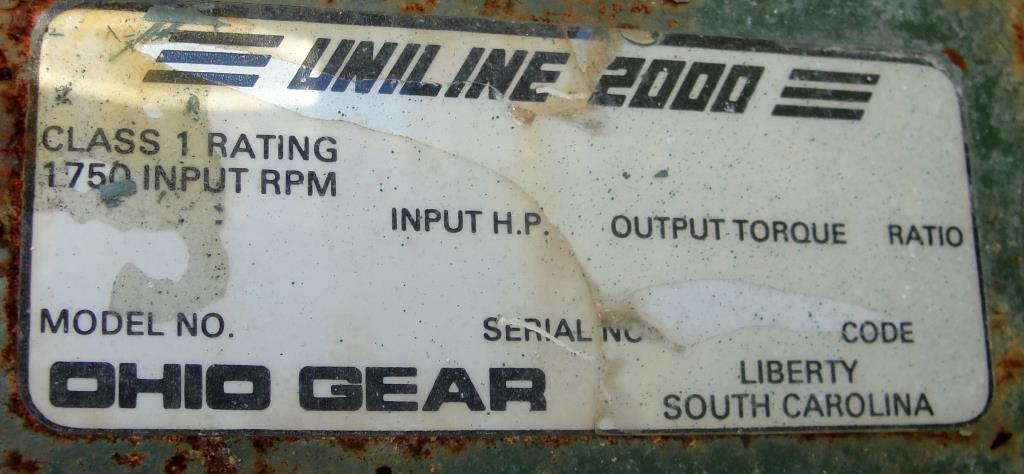 UNILINE 2000
CLASS 1 RATING
1750 INPUT RPM
INPUT H.P. OUTPUT TORQUE RATIO
MODEL NO. SERIAL NO CODE
OHIO GEAR
LIBERTY
SOUTH CAROLINA